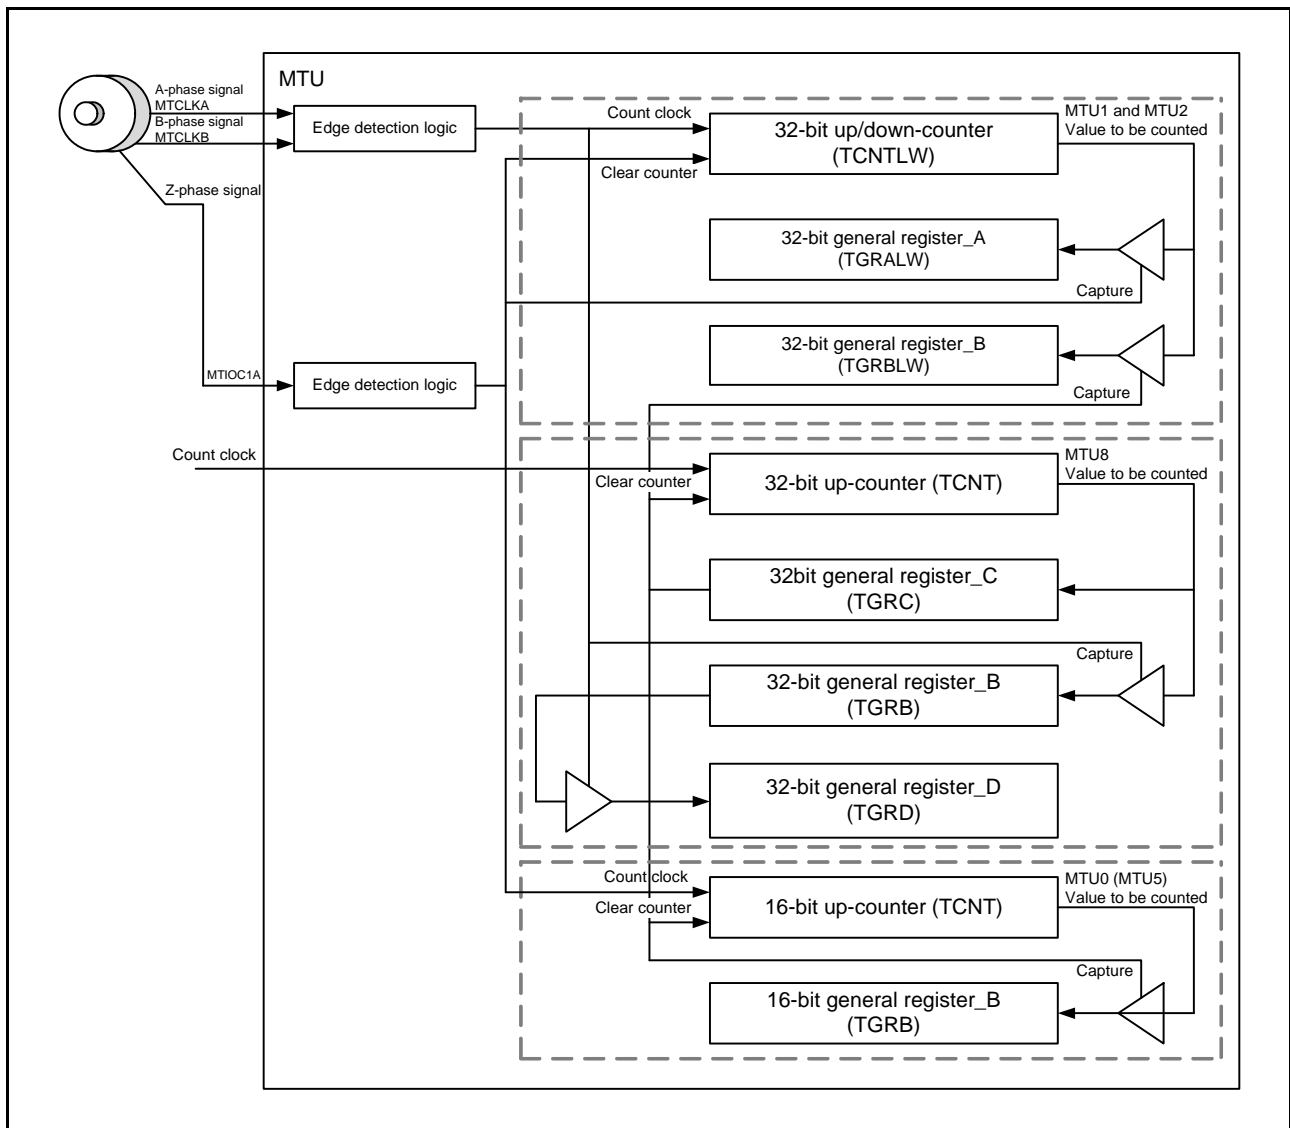 MTU
A-phase signal
MTCLKA
B-phase signal
MTCLKB
Z-phase signal
Edge detection logic
Count clock
Clear counter
32-bit up/down-counter
(TCNTLW)
MTU1 and MTU2
Value to be counted
32-bit general register_A
(TGRALW)
Capture
32-bit general register_B
(TGRBLW)
Capture
MTIOC1A
Edge detection logic
Count clock
Clear counter
32-bit up-counter (TCNT)
MTU8
Value to be counted
32bit general register_C
(TGRC)
Capture
32-bit general register_B
(TGRB)
32-bit general register_D
(TGRD)
Count clock
Clear counter
16-bit up-counter (TCNT)
MTU0 (MTU5)
Value to be counted
Capture
16-bit general register_B
(TGRB)